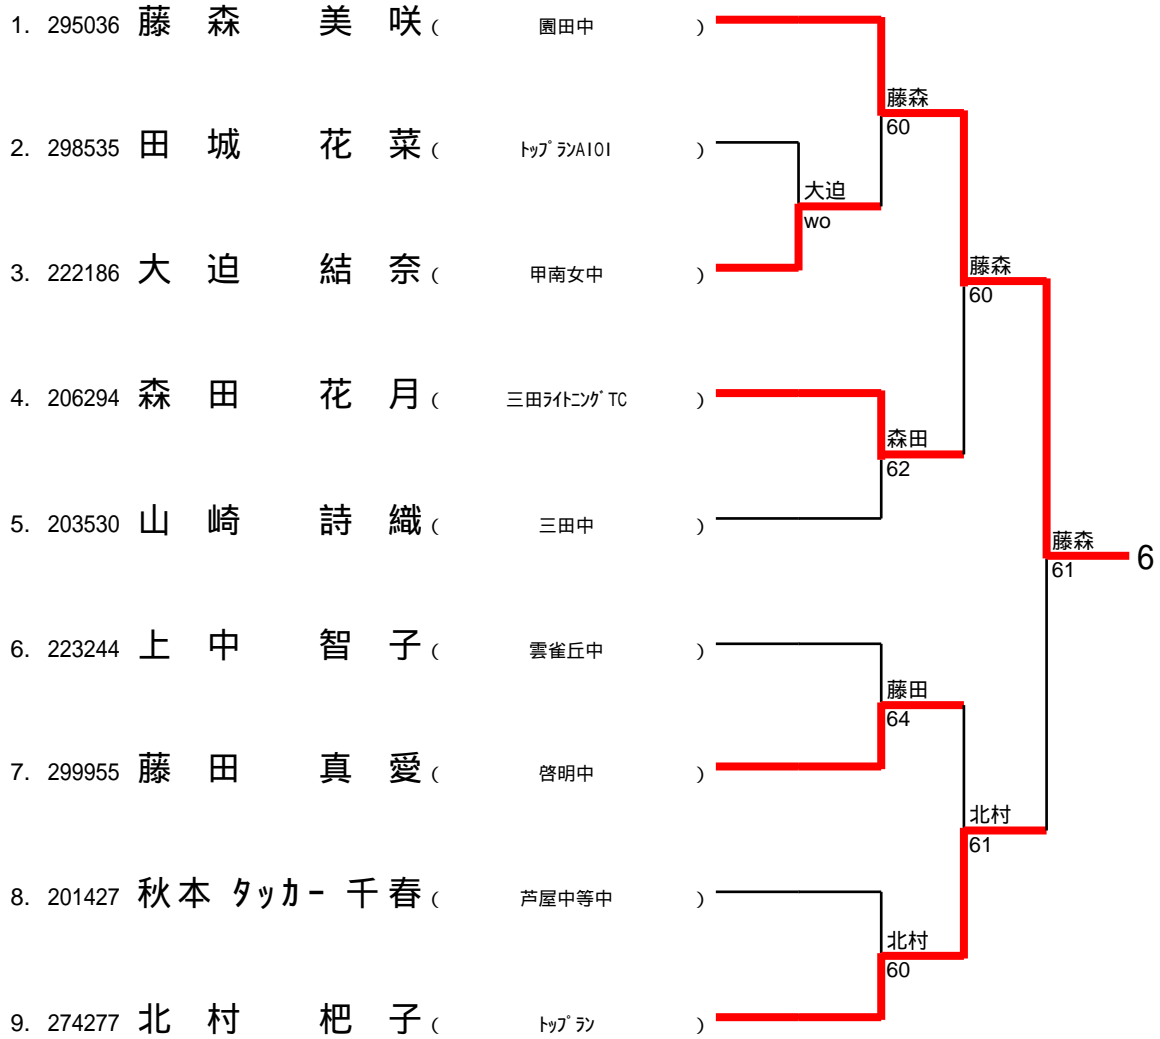 1. 295036 藤森 美咲 ( 園田中 )
藤森
60
2. 298535 田城 花菜 ( ﾄｯﾌﾟﾗﾝAIOI )
大迫
wo
3. 222186 大迫 結奈 ( 甲南女中 )
藤森
60
4. 206294 森田 花月 ( 三田ﾗｲﾄﾆﾝｸﾞTC )
森田
62
5. 203530 山崎 詩織 ( 三田中 )
藤森
61
6
6. 223244 上中 智子 ( 雲雀丘中 )
藤田
64
7. 299955 藤田 真愛 ( 啓明中 )
北村
61
8. 201427 秋本 ﾀｯｶｰ 千春 ( 芦屋中等中 )
北村
60
9. 274277 北村 杷子 ( ﾄｯﾌﾟﾗﾝ )